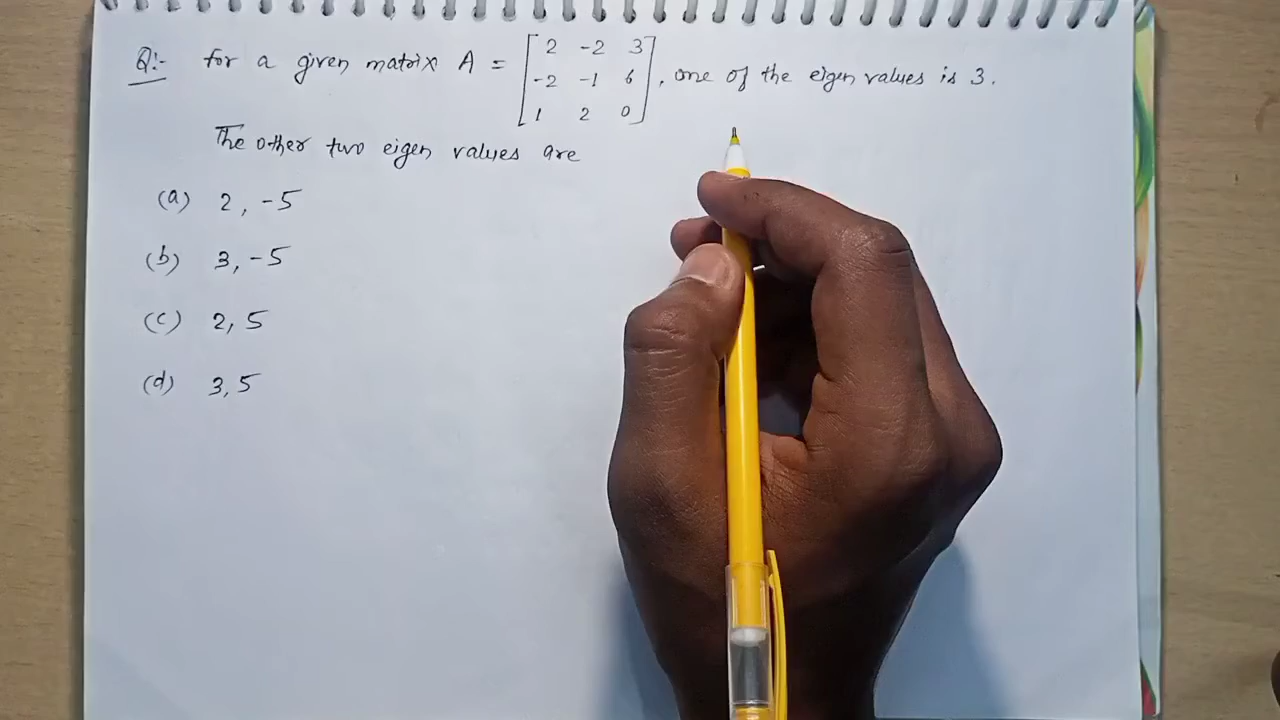 Q:- for a given matrix A = [2 -2 3
-2 -1 6
1 2 0], one of the eigen values is 3.
The other two eigen values are
(a) 2, -5
(b) 3, -5
(c) 2, 5
(d) 3, 5